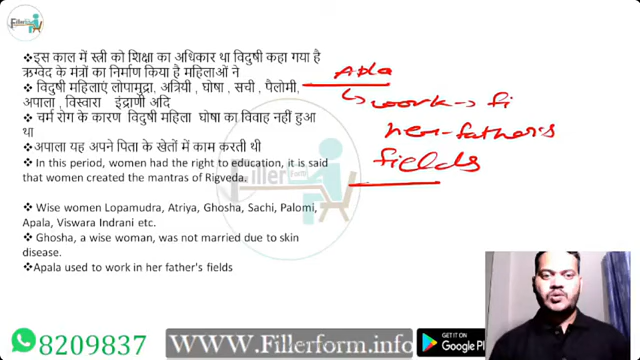 Fillerform
❖ इस काल में स्त्री को शिक्षा का अधिकार था विदुषी कहा गया है
ऋग्वेद के मंत्रों का निर्माण किया है महिलाओं ने
❖ विदुषी महिलाएं लोपामुद्रा, अत्रियी , घोषा , सची , पैलोमी,
अपाला, विस्वारा इंद्राणी अदि
❖ चर्म रोग के कारण विदुषी महिला घोषा का विवाह नहीं हुआ
था
❖ अपाला यह अपने पिता के खेतों में काम करती थी
❖ In this period, women had the right to education, it is said
that women created the mantras of Rigveda.
❖ Wise women Lopamudra, Atriya, Ghosha, Sachi, Palomi,
Apala, Viswara Indrani etc.
❖ Ghosha, a wise woman, was not married due to skin
disease.
❖ Apala used to work in her father's fields
Apla
work → fi
her father's
fields
8209837
www.Fillerform.info
GET IT ON
Google Pl